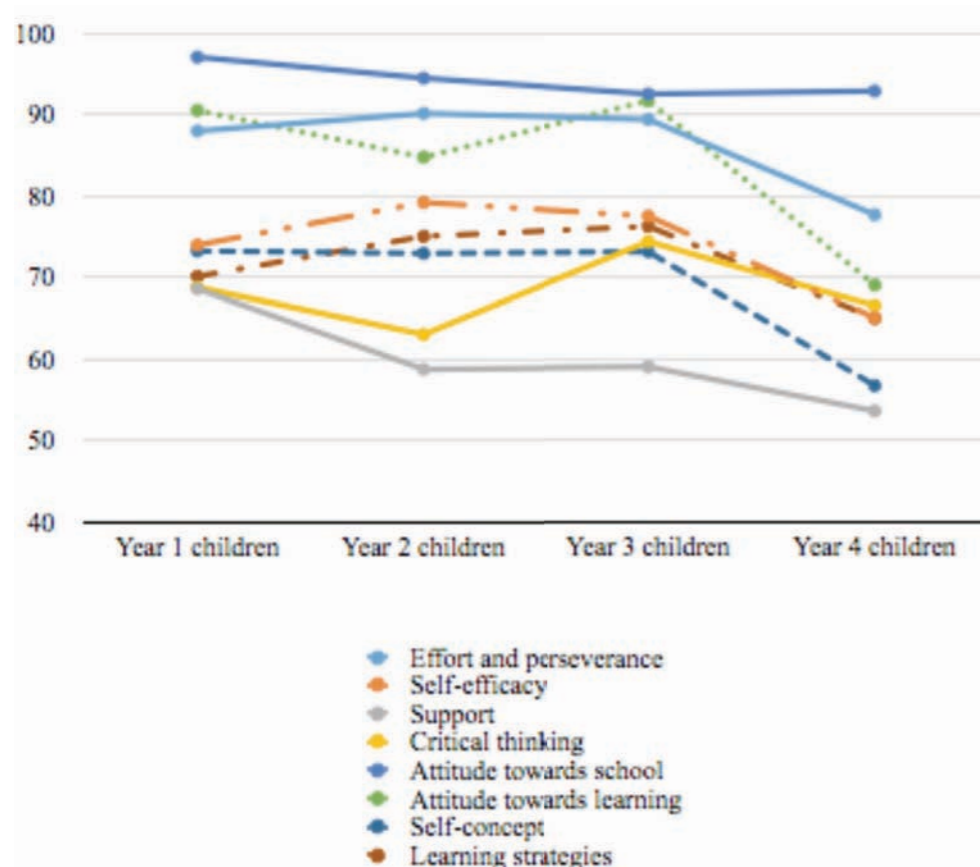 100
90
80
70
60
50
40
Year 1 children Year 2 children Year 3 children Year 4 children
Effort and perseverance
Self-efficacy
Support
Critical thinking
Attitude towards school
Attitude towards learning
Self-concept
Learning strategies